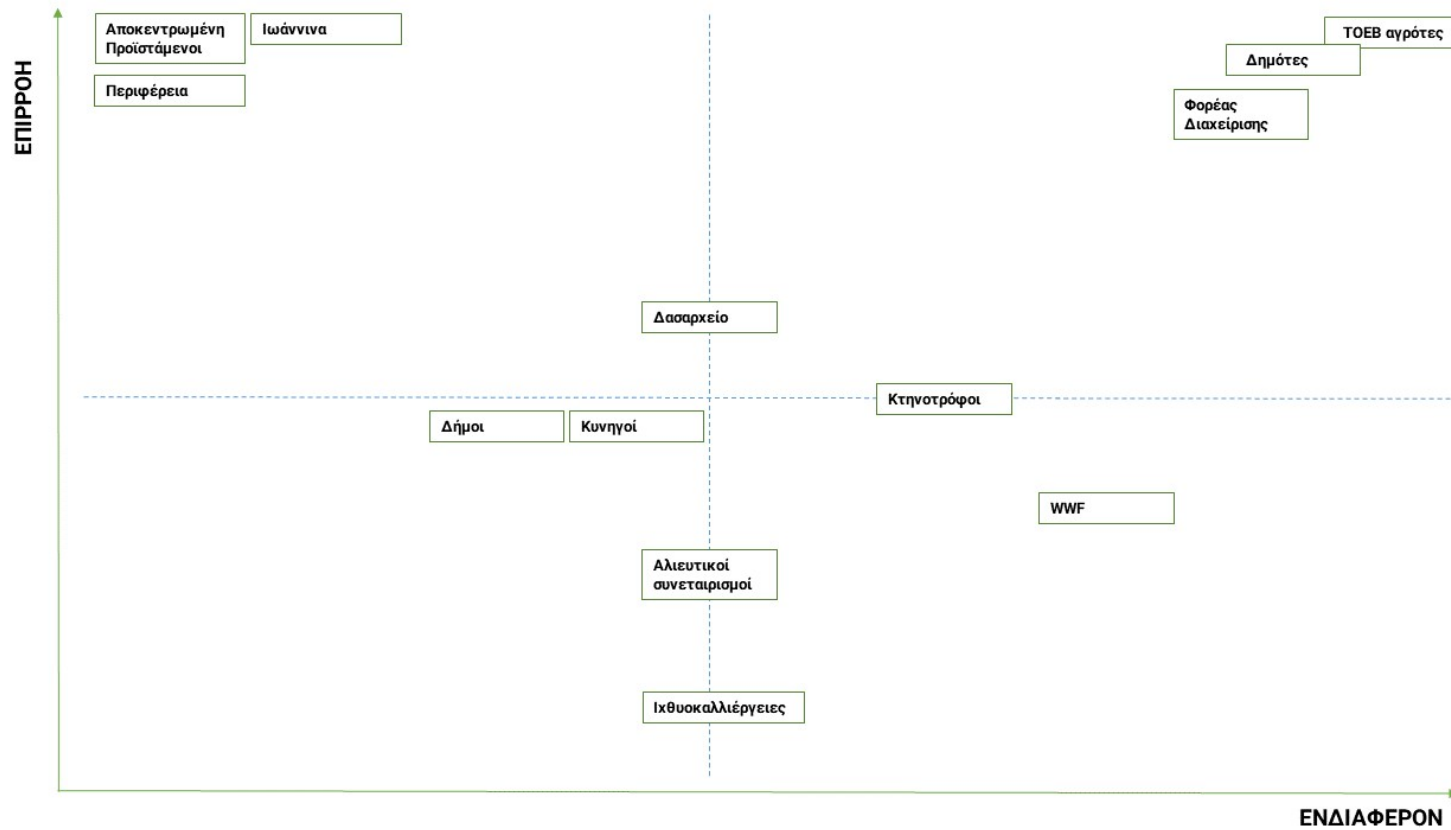 ΕΠΙΡΡΟΗ
Αποκεντρωμένη
Προϊστάμενοι
Ιωάννινα
Περιφέρεια
ΤΟΕΒ αγρότες
Δημότες
Φορέας
Διαχείρισης
Δασαρχείο
Κτηνοτρόφοι
Δήμοι
Κυνηγοί
WWF
Αλιευτικοί
συνεταιρισμοί
Ιχθυοκαλλιέργειες
ΕΝΔΙΑΦΕΡΟΝ